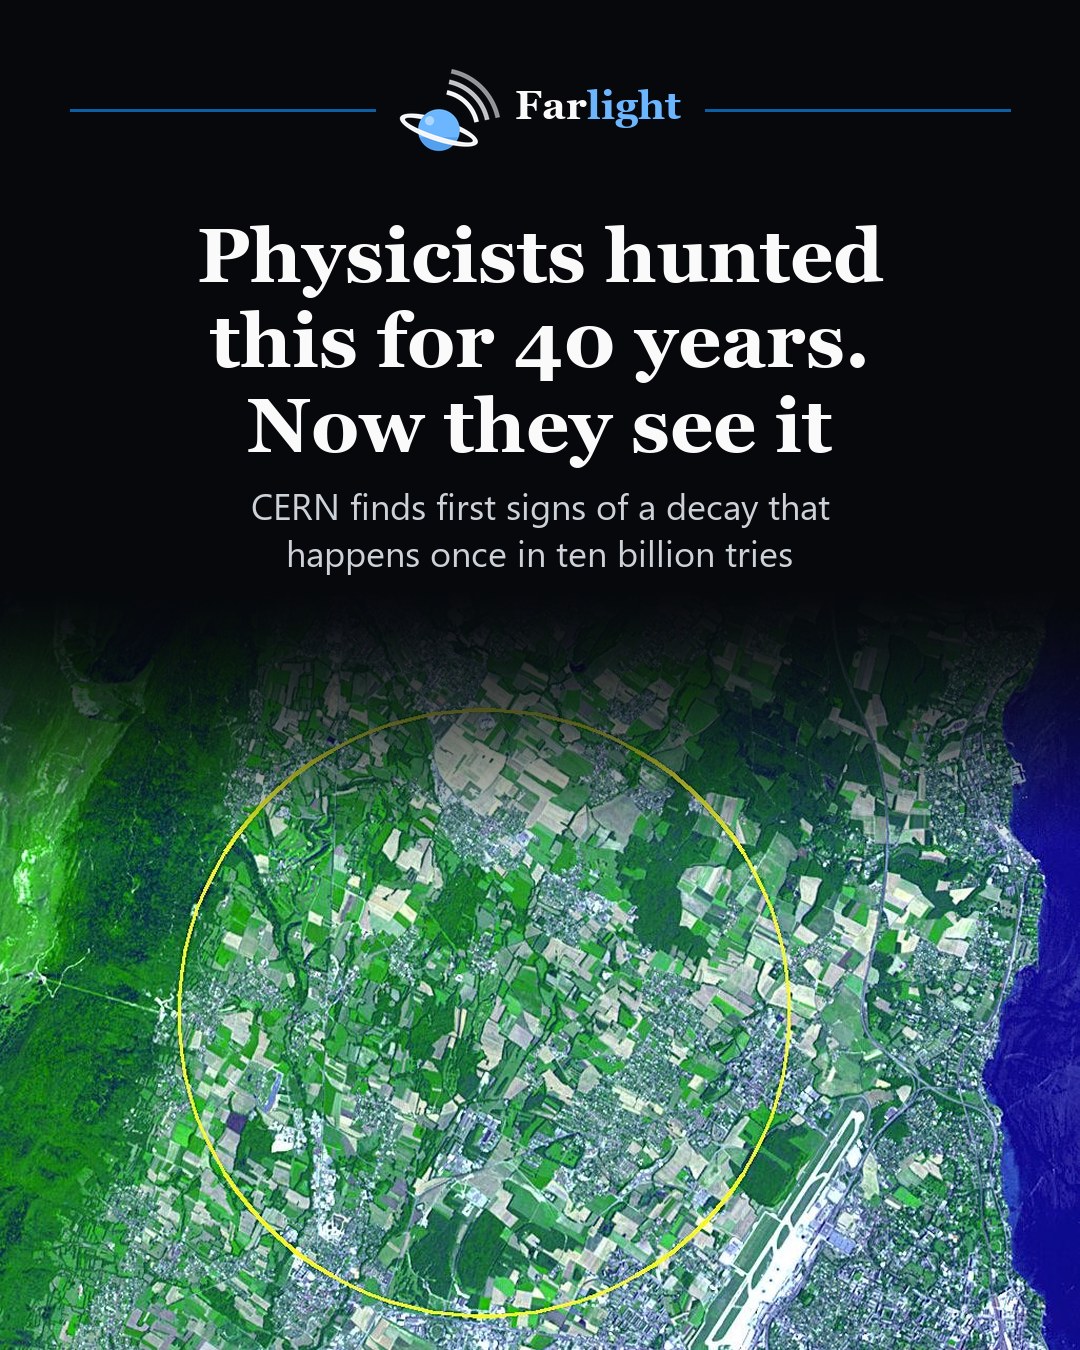 Farlight
Physicists hunted
this for 40 years.
Now they see it
CERN finds first signs of a decay that
happens once in ten billion tries